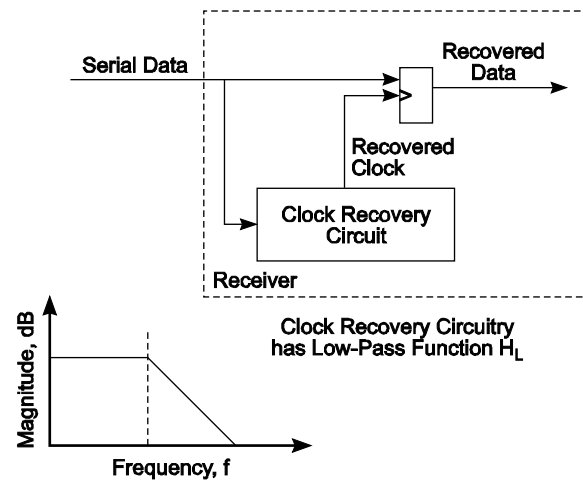 Serial Data
Recovered
Data
Recovered
Clock
Clock Recovery
Circuit
Receiver
Clock Recovery Circuitry
has Low-Pass Function HL
Magnitude, dB
Frequency, f